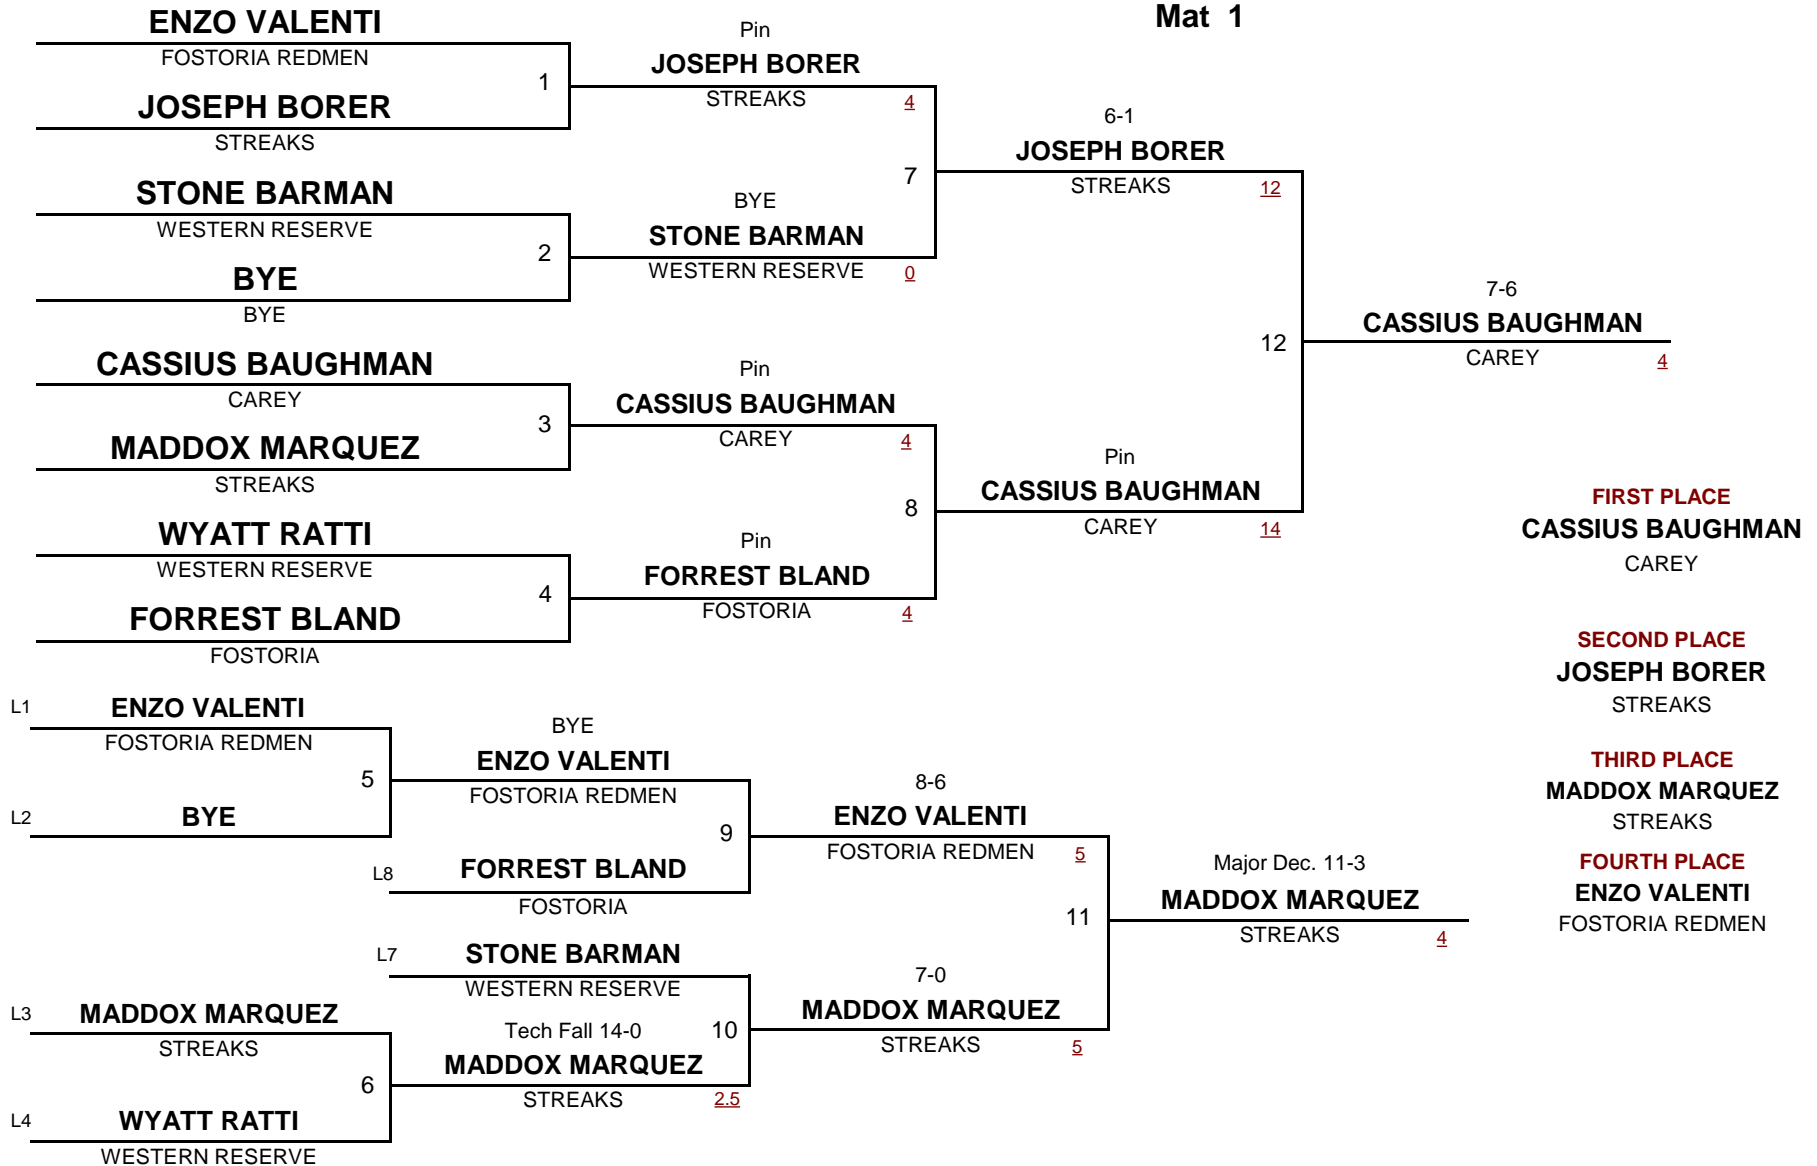 Mat 1
ENZO VALENTI
FOSTORIA REDMEN
1
JOSEPH BORER
STREAKS
STONE BARMAN
WESTERN RESERVE
2
BYE
BYE
CASSIUS BAUGHMAN
CAREY
3
MADDOX MARQUEZ
STREAKS
WYATT RATTI
WESTERN RESERVE
4
FORREST BLAND
FOSTORIA
Pin
JOSEPH BORER
STREAKS 4
7
BYE
STONE BARMAN
WESTERN RESERVE 0
Pin
CASSIUS BAUGHMAN
CAREY 4
8
Pin
FORREST BLAND
FOSTORIA 4
6-1
JOSEPH BORER
STREAKS 12
12
Pin
CASSIUS BAUGHMAN
CAREY 14
7-6
CASSIUS BAUGHMAN
CAREY 4
FIRST PLACE
CASSIUS BAUGHMAN
CAREY
SECOND PLACE
JOSEPH BORER
STREAKS
THIRD PLACE
MADDOX MARQUEZ
STREAKS
FOURTH PLACE
ENZO VALENTI
FOSTORIA REDMEN
L1 ENZO VALENTI
FOSTORIA REDMEN
5
L2 BYE
L3 MADDOX MARQUEZ
STREAKS
6
L4 WYATT RATTI
WESTERN RESERVE
BYE
ENZO VALENTI
FOSTORIA REDMEN
9
L8 FORREST BLAND
FOSTORIA
L7 STONE BARMAN
WESTERN RESERVE
10
Tech Fall 14-0
MADDOX MARQUEZ
STREAKS 2.5
8-6
ENZO VALENTI
FOSTORIA REDMEN 5
11
7-0
MADDOX MARQUEZ
STREAKS 5
Major Dec. 11-3
MADDOX MARQUEZ
STREAKS 4